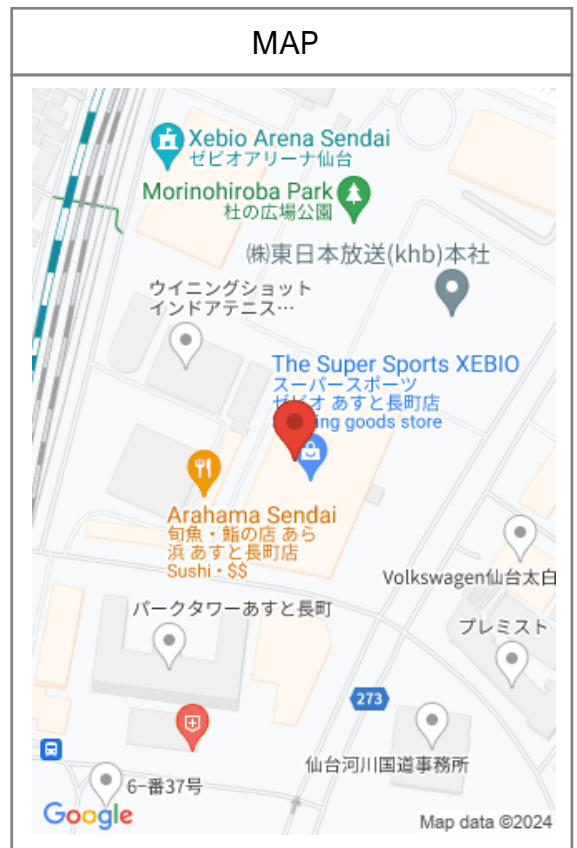 MAP
Xebio Arena Sendai
ゼビオアリーナ仙台
Morinohiroba Park
杜の広場公園
㈱東日本放送(khb)本社
ウイニングショット
インドアテニス…
The Super Sports XEBIO
スーパースポーツ
ゼビオ あすと長町店
ing goods store
Arahama Sendai
旬魚・鮨の店 あら
浜 あすと長町店
Sushi・$$
Volkswagen仙台太白
パークタワーあすと長町
プレミスト
273
仙台河川国道事務所
6−番37号
Google
Map data ©2024